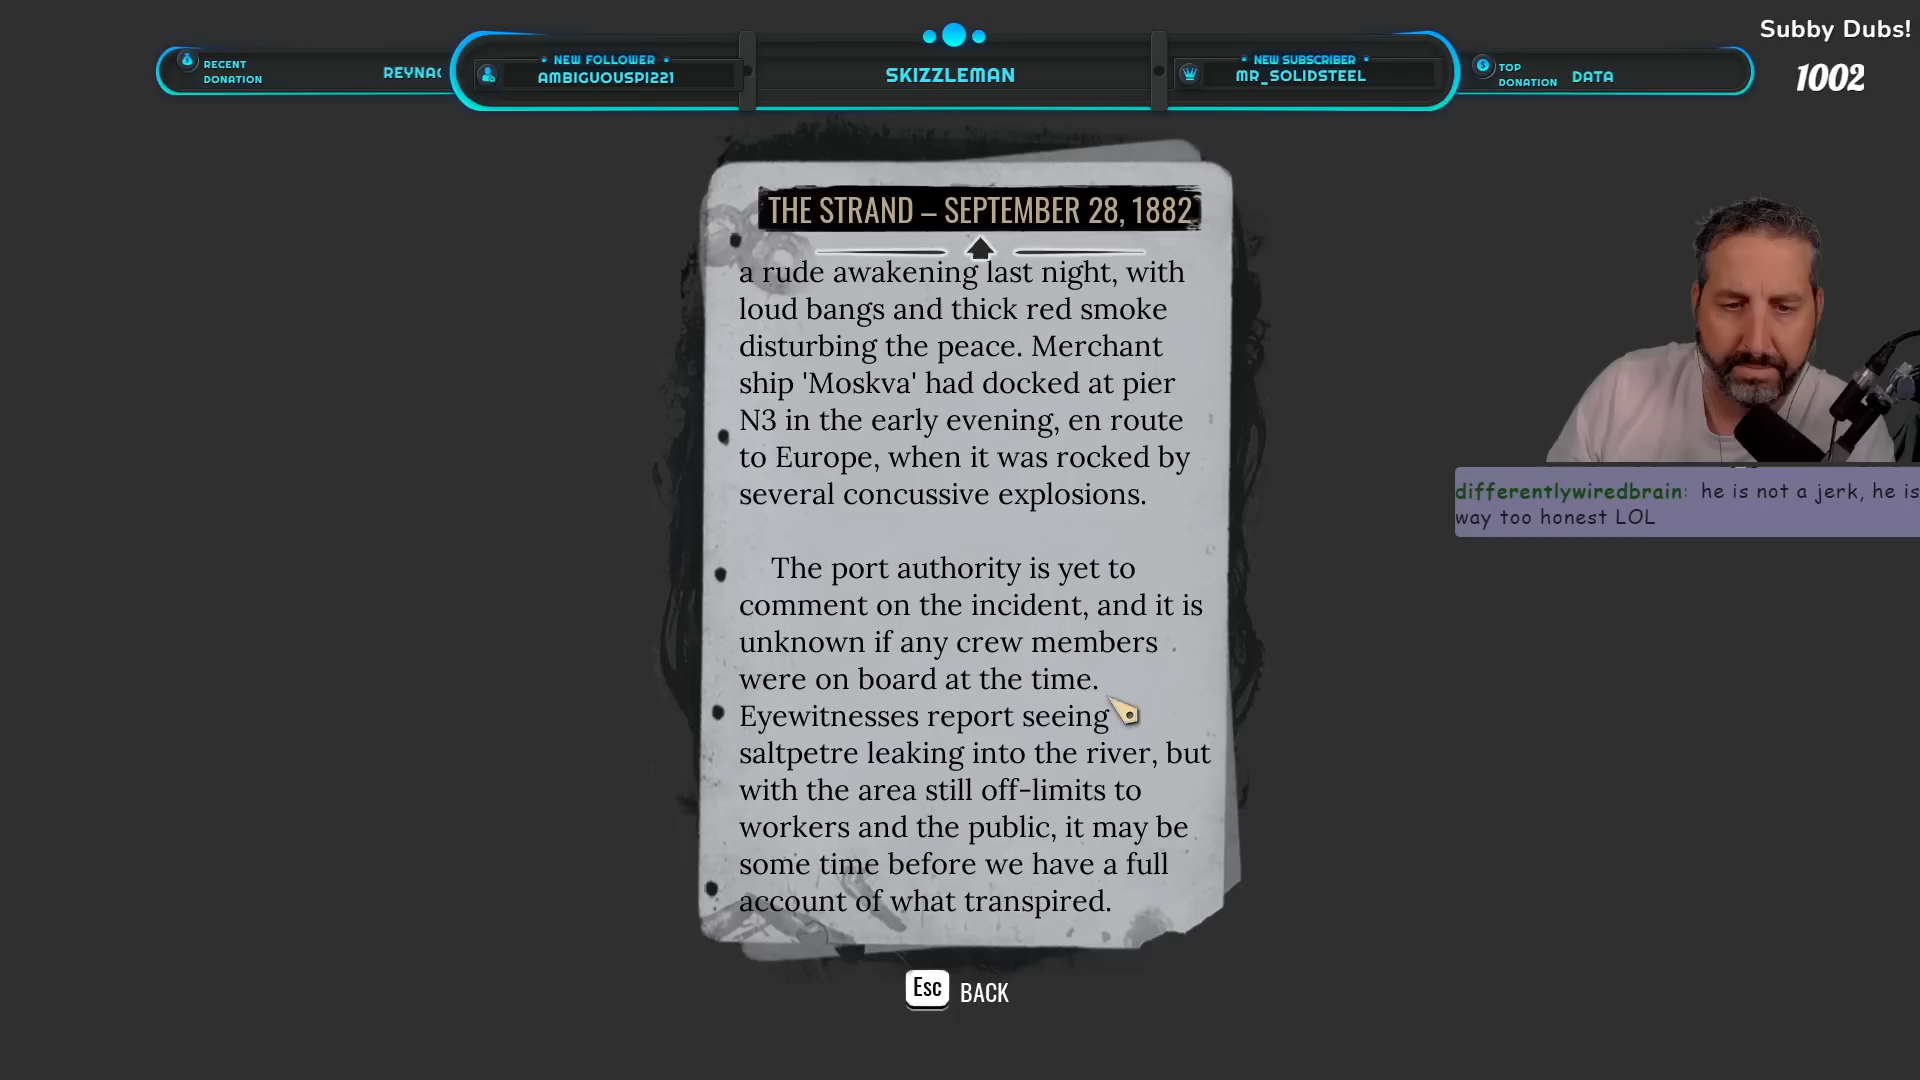 Subby Dubs!
1002
RECENT
DONATION
REYNA
NEW FOLLOWER
AMBIGUOUSPI221
SKIZZLEMAN
NEW SUBSCRIBER
MR_SOLIDSTEEL
TOP
DONATION
DATA
THE STRAND – SEPTEMBER 28, 1882
a rude awakening last night, with
loud bangs and thick red smoke
disturbing the peace. Merchant
ship 'Moskva' had docked at pier
N3 in the early evening, en route
to Europe, when it was rocked by
several concussive explosions.
The port authority is yet to
comment on the incident, and it is
unknown if any crew members
were on board at the time.
Eyewitnesses report seeing
saltpetre leaking into the river, but
with the area still off-limits to
workers and the public, it may be
some time before we have a full
account of what transpired.
differentlywiredbrain: he is not a jerk, he is
way too honest LOL
Esc BACK